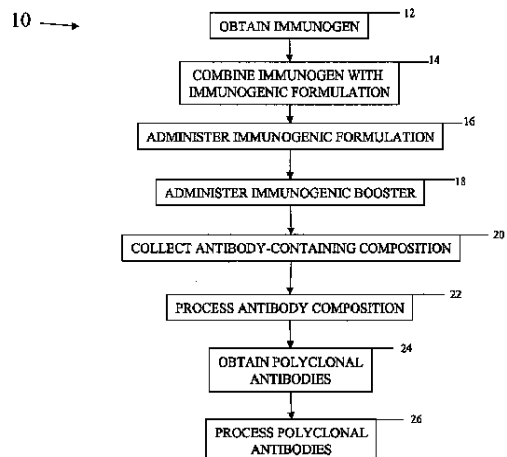 10
12
OBTAIN IMMUNOGEN
14
COMBINE IMMUNOGEN WITH
IMMUNOGENIC FORMULATION
16
ADMINISTER IMMUNOGENIC FORMULATION
18
ADMINISTER IMMUNOGENIC BOOSTER
20
COLLECT ANTIBODY-CONTAINING COMPOSITION
22
PROCESS ANTIBODY COMPOSITION
24
OBTAIN POLYCLONAL
ANTIBODIES
26
PROCESS POLYCLONAL
ANTIBODIES